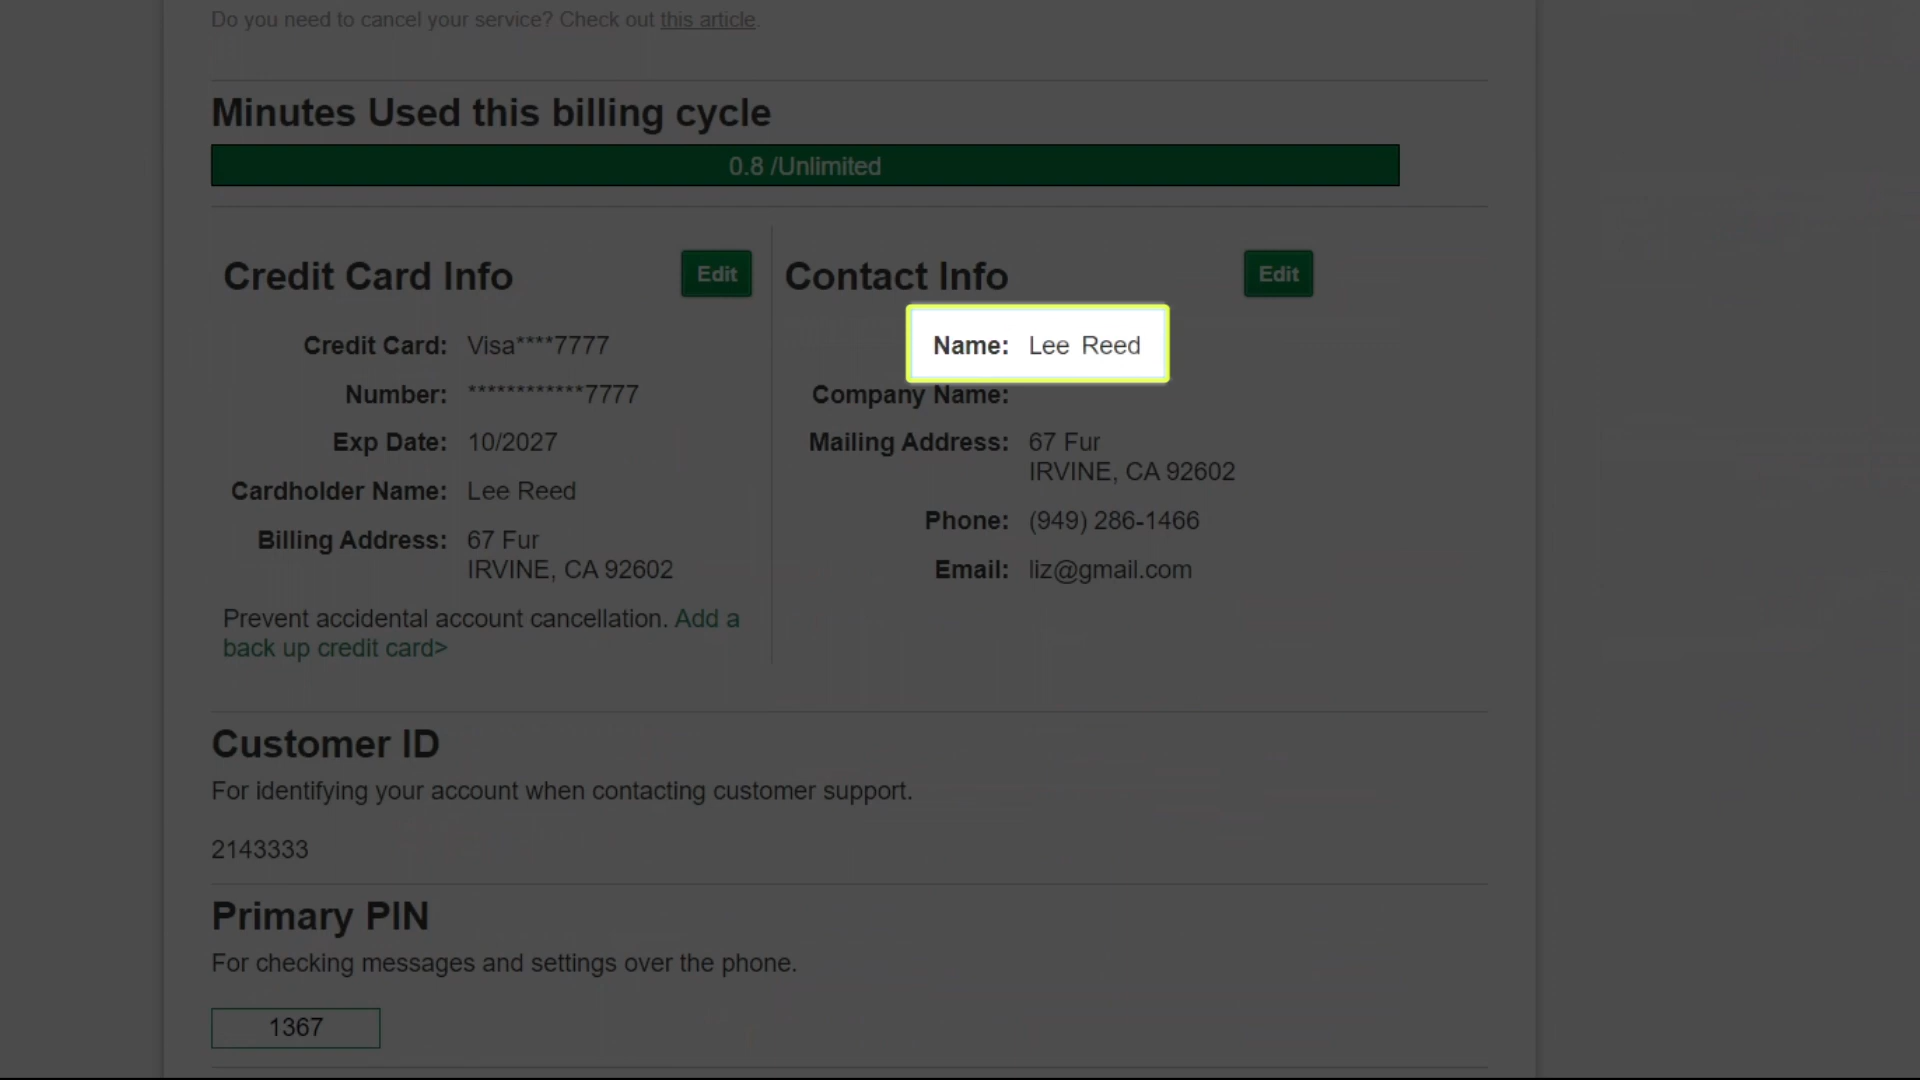 Do you need to cancel your service? Check out this article.
Minutes Used this billing cycle
0.8 /Unlimited
Credit Card Info
Edit
Credit Card: Visa****7777
Number: ************7777
Exp Date: 10/2027
Cardholder Name: Lee Reed
Billing Address: 67 Fur
IRVINE, CA 92602
Prevent accidental account cancellation. Add a
back up credit card>
Contact Info
Edit
Name: Lee Reed
Company Name:
Mailing Address: 67 Fur
IRVINE, CA 92602
Phone: (949) 286-1466
Email: liz@gmail.com
Customer ID
For identifying your account when contacting customer support.
2143333
Primary PIN
For checking messages and settings over the phone.
1367